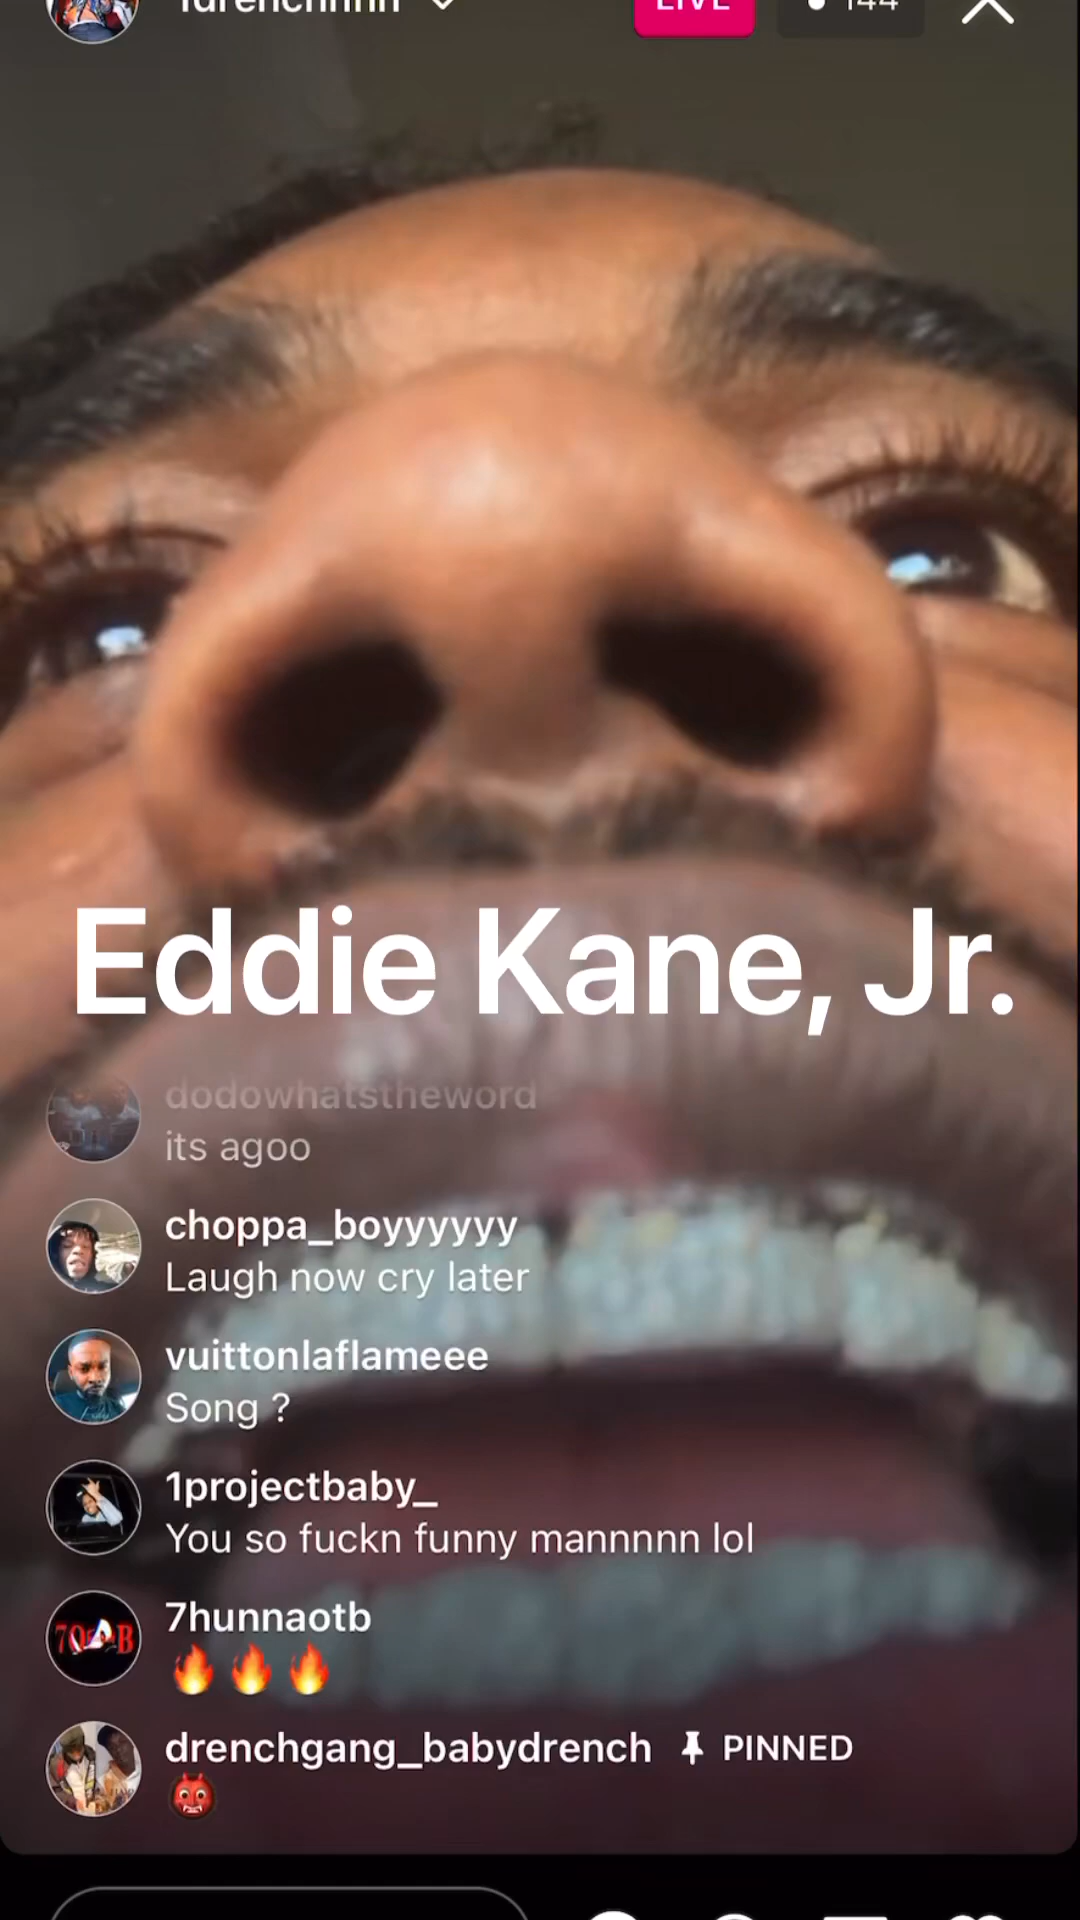 LIVE
144
Eddie Kane, Jr.
dodowhatstheword
its agoo
choppa_boyyyyyy
Laugh now cry later
vuittonlaflameee
Song ?
1projectbaby_
You so fuckn funny mannnnn lol
7hunnaotb
🔥🔥🔥
drenchgang_babydrench PINNED
👹